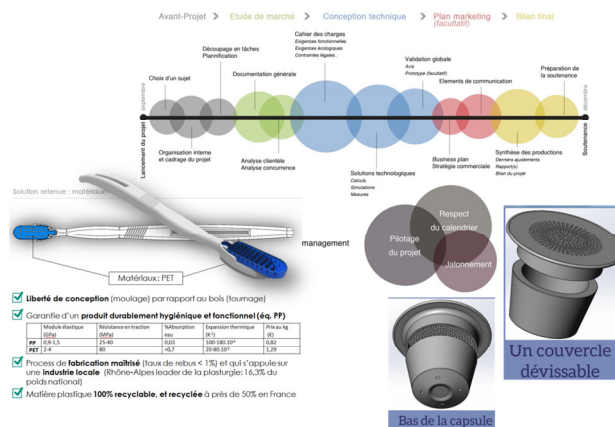 Avant-Projet > Etude de marché > Conception technique > Plan marketing > Bilan final
(facultatif)
Cahier des charges
Exigences fonctionnelles
Exigences écologiques
Contraintes légales..
Découpage en tâches
Plannification
Validation globale
Avis
Prototype (facultatif)
Préparation de
la soutenance
Choix d'un sujet
Documentation générale
Elements de communication
Lancement du projet
septembre
Soutenance
décembre
Organisation interne
et cadrage du projet
Analyse clientèle
Analyse concurrence
Solutions technologiques
Calculs
Simulations
Mesures
Business plan
Stratégie commerciale
Synthèse des productions
Derniers ajustements
Rapport(s)
Bilan du projet
Solution retenue : matériaux
Matériaux : PET
management
Respect
du calendrier
Pilotage
du projet
Jalonnement
Liberté de conception (moulage) par rapport au bois (tournage)
Garantie d'un produit durablement hygiénique et fonctionnel (éq. PP)
Module élastique (GPa) Résistance en traction (MPa) %Absorption eau Expansion thermique (K⁻¹) Prix au kg (€)
PP 0,9-1,5 25-40 0,03 100-180.10⁻⁶ 0,82
PET 2-4 80 <0,7 20-80.10⁻⁶ 1,29
Process de fabrication maîtrisé (taux de rebus < 1%) et qui s'appuie sur
une industrie locale (Rhône-Alpes leader de la plasturgie: 16,3% du
poids national)
Matière plastique 100% recyclable, et recyclée à près de 50% en France
Bas de la capsule
Un couvercle
dévissable